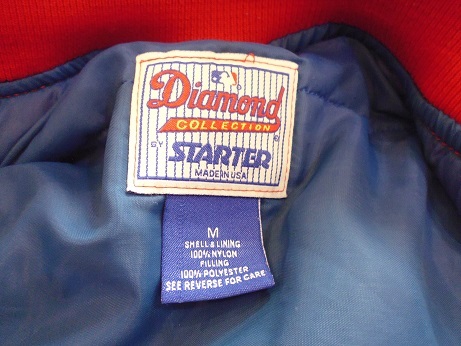 Diamond
COLLECTION ®
BY STARTER
MADE IN USA
M
SHELL & LINING
100% NYLON
FILLING
100% POLYESTER
SEE REVERSE FOR CARE